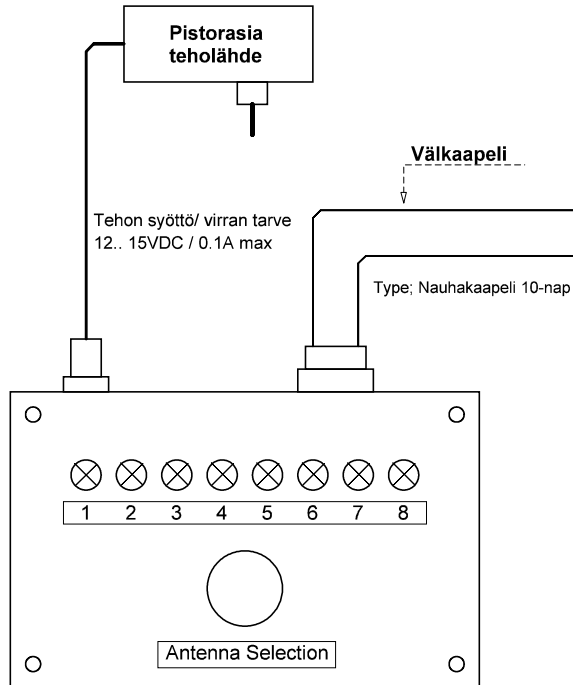 Pistorasia
teholähde
Välkaapeli
Tehon syöttö/ virran tarve
12.. 15VDC / 0.1A max
Type; Nauhakaapeli 10-nap
1 2 3 4 5 6 7 8
Antenna Selection